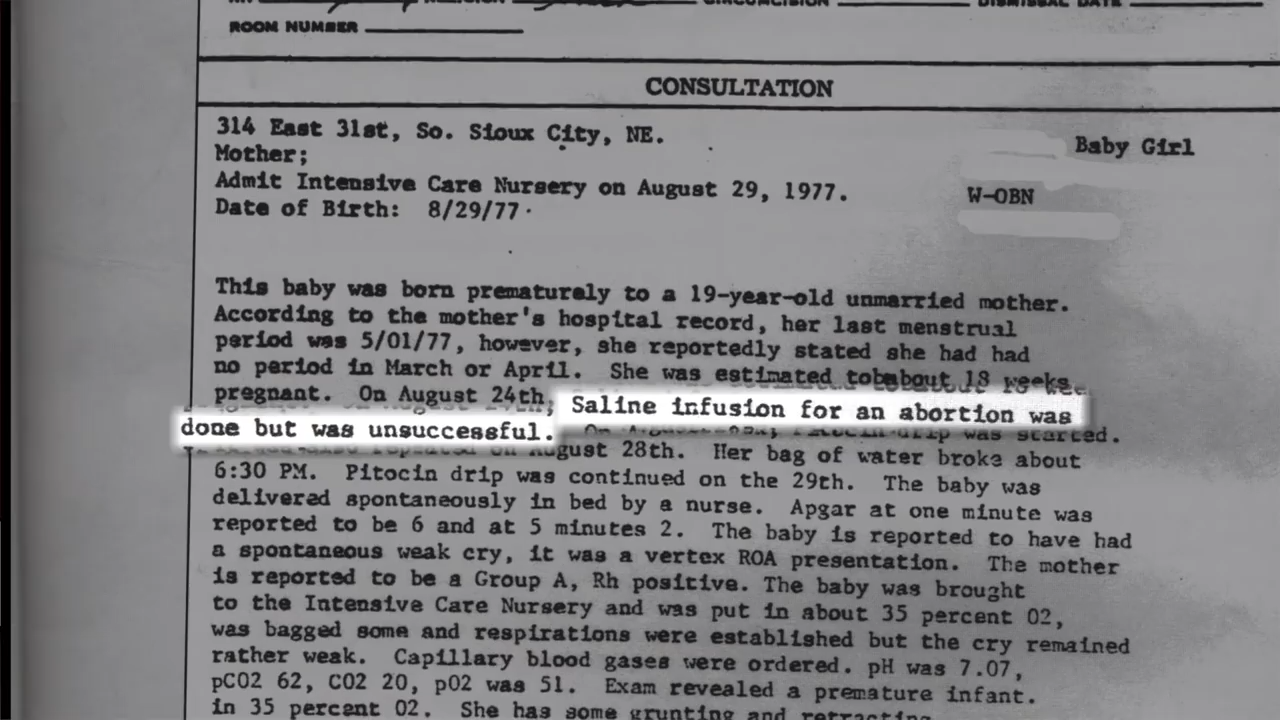 CIRCUMCISION DISMISSAL DATE
ROOM NUMBER
CONSULTATION
314 East 31st, So. Sioux City, NE.
Baby Girl
Mother;
Admit Intensive Care Nursery on August 29, 1977.
W-OBN
Date of Birth: 8/29/77
This baby was born prematurely to a 19-year-old unmarried mother.
According to the mother's hospital record, her last menstrual
period was 5/01/77, however, she reportedly stated she had had
no period in March or April. She was estimated to be about 18 weeks
pregnant. On August 24th, Saline infusion for an abortion was
done but was unsuccessful. drip was started.
on August 28th. Her bag of water broke about
6:30 PM. Pitocin drip was continued on the 29th. The baby was
delivered spontaneously in bed by a nurse. Apgar at one minute was
reported to be 6 and at 5 minutes 2. The baby is reported to have had
a spontaneous weak cry, it was a vertex ROA presentation. The mother
is reported to be a Group A, Rh positive. The baby was brought
to the Intensive Care Nursery and was put in about 35 percent O2,
was bagged some and respirations were established but the cry remained
rather weak. Capillary blood gases were ordered. pH was 7.07,
pCO2 62, CO2 20, pO2 was 51. Exam revealed a premature infant.
in 35 percent O2. She has some grunting and retracting